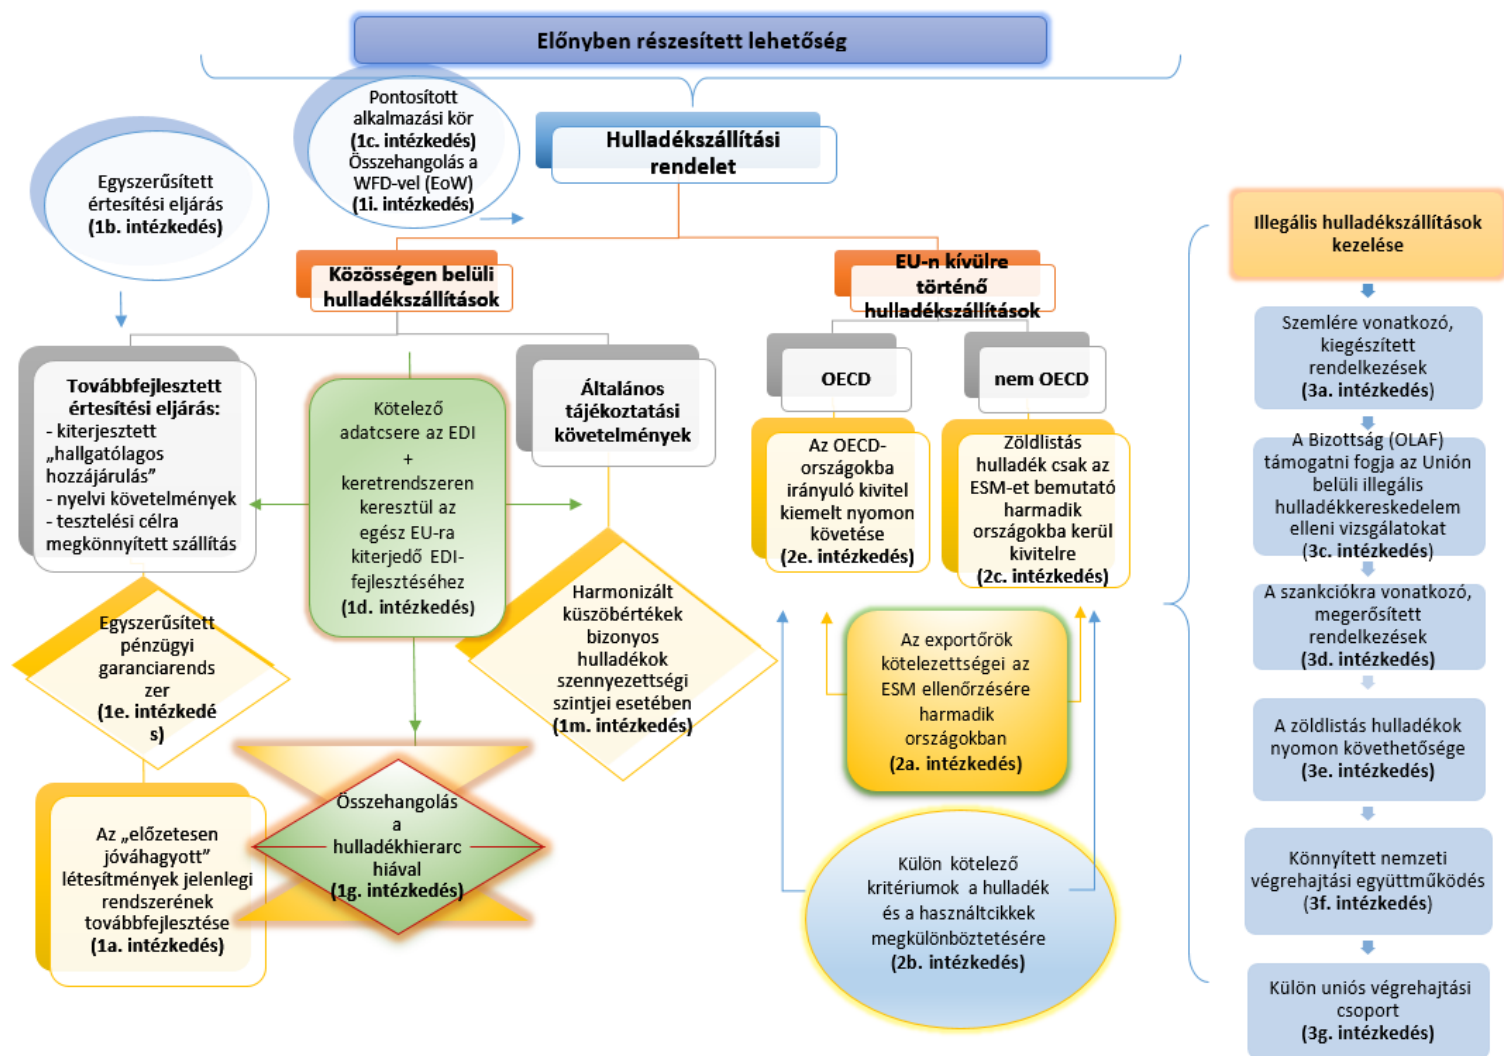 Előnyben részesített lehetőség
Pontosított
alkalmazási kör
(1c. intézkedés)
Összehangolás a
WFD-vel (EoW)
(1i. intézkedés)
Hulladékszállítási
rendelet
Egyszerűsített
értesítési eljárás
(1b. intézkedés)
Közösségen belüli
hulladékszállítások
EU-n kívülre
történő
hulladékszállítások
Továbbfejlesztett
értesítési eljárás:
- kiterjesztett
„hallgatólagos
hozzájárulás”
- nyelvi követelmények
- tesztelési célra
megkönnyített szállítás
Kötelező
adatcsere az EDI
+
keretrendszeren
keresztül az
egész EU-ra
kiterjedő EDI-
fejlesztéséhez
(1d. intézkedés)
Általános
tájékoztatási
követelmények
OECD
nem OECD
Az OECD-
országokba
irányuló kivitel
kiemelt nyomon
követése
(2e. intézkedés)
Zöldlistás
hulladék csak az
ESM-et bemutató
harmadik
országokba kerül
kivitelre
(2c. intézkedés)
Egyszerűsített
pénzügyi
garanciarends
zer
(1e. intézkedé
s)
Harmonizált
küszöbértékek
bizonyos
hulladékok
szennyezettségi
szintjei esetében
(1m. intézkedés)
Az exportőrök
kötelezettségei az
ESM ellenőrzésére
harmadik
országokban
(2a. intézkedés)
Az „előzetesen
jóváhagyott”
létesítmények jelenlegi
rendszerének
továbbfejlesztése
(1a. intézkedés)
Összehangolás
a
hulladékhierarc
hiával
(1g. intézkedés)
Külön kötelező
kritériumok a hulladék
és a használtcikkek
megkülönböztetésére
(2b. intézkedés)
Illegális hulladékszállítások
kezelése
Szemlére vonatkozó,
kiegészített
rendelkezések
(3a. intézkedés)
A Bizottság (OLAF)
támogatni fogja az Unión
belüli illegális
hulladékkereskedelem
elleni vizsgálatokat
(3c. intézkedés)
A szankciókra vonatkozó,
megerősített
rendelkezések
(3d. intézkedés)
A zöldlistás hulladékok
nyomon követhetősége
(3e. intézkedés)
Könnyített nemzeti
végrehajtási együttműködés
(3f. intézkedés)
Külön uniós végrehajtási
csoport
(3g. intézkedés)